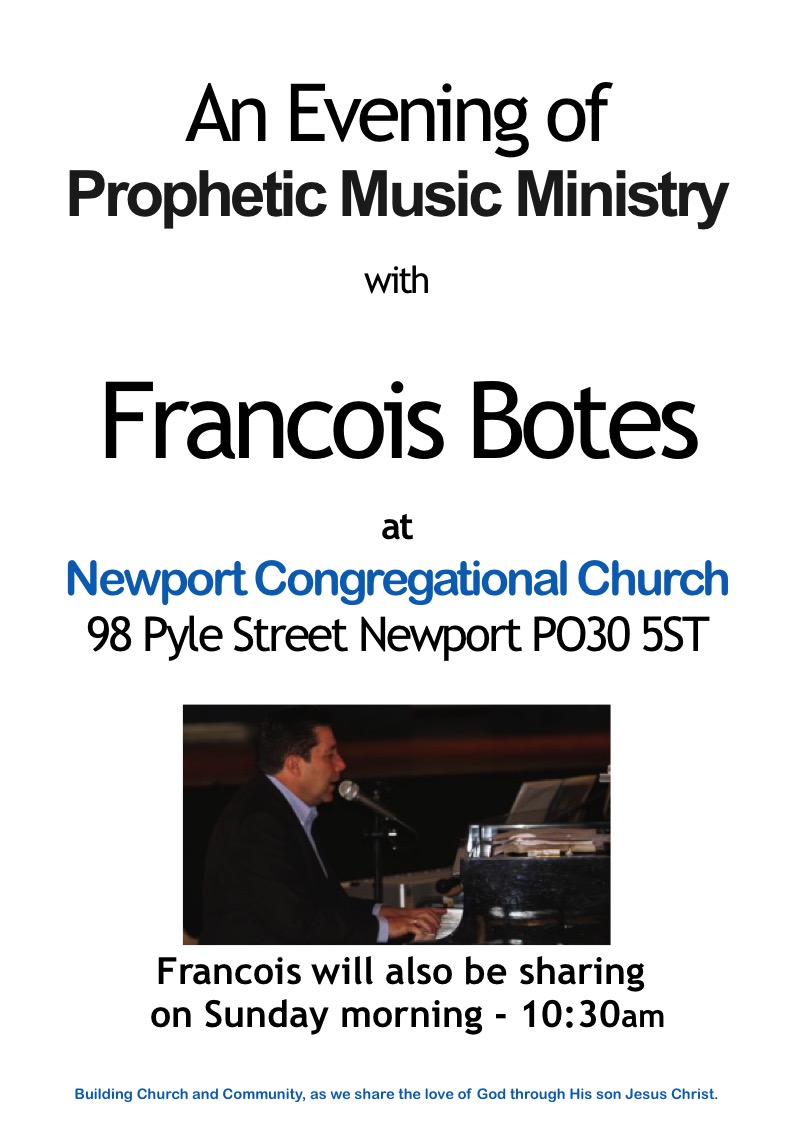 An Evening of
Prophetic Music Ministry
with
Francois Botes
at
Newport Congregational Church
98 Pyle Street Newport PO30 5ST
Francois will also be sharing
on Sunday morning - 10:30am
Building Church and Community, as we share the love of God through His son Jesus Christ.